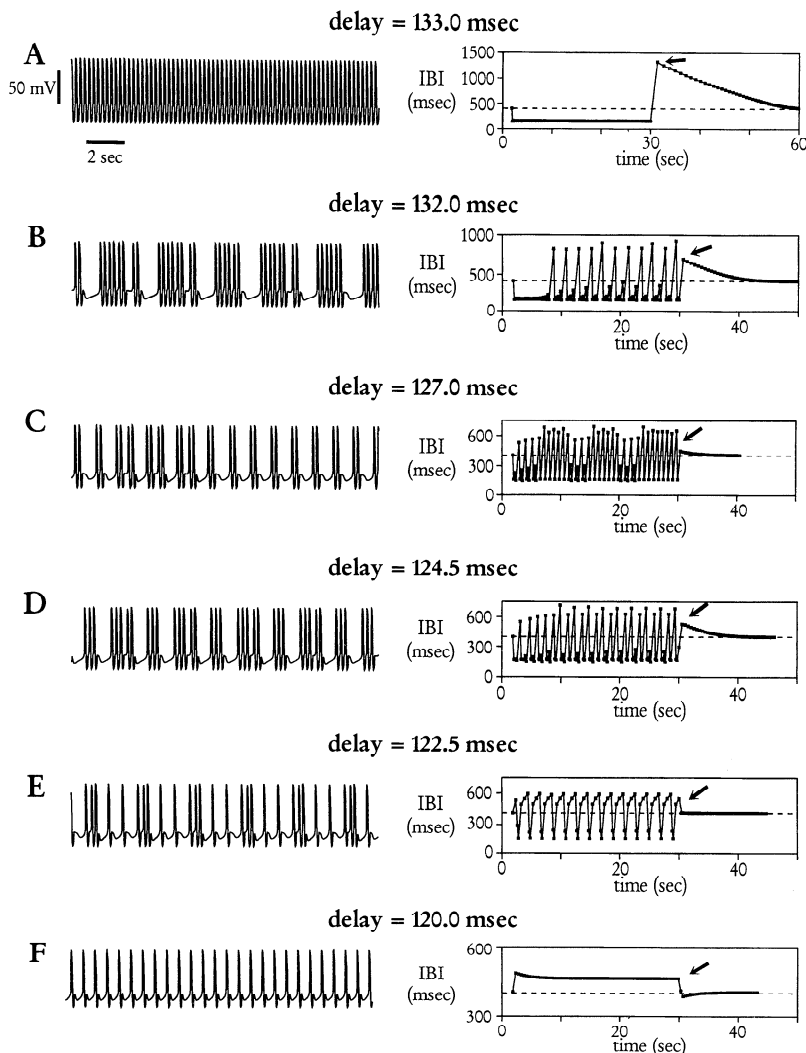 delay = 133.0 msec
A
50 mV
2 sec
IBI
(msec)
1500
1000
500
0
0
30
60
time (sec)
delay = 132.0 msec
B
IBI
(msec)
1000
500
0
0
20
40
time (sec)
delay = 127.0 msec
C
IBI
(msec)
600
300
0
0
20
40
time (sec)
delay = 124.5 msec
D
IBI
(msec)
600
300
0
0
20
40
time (sec)
delay = 122.5 msec
E
IBI
(msec)
600
300
0
0
20
40
time (sec)
delay = 120.0 msec
F
IBI
(msec)
600
300
0
20
40
time (sec)